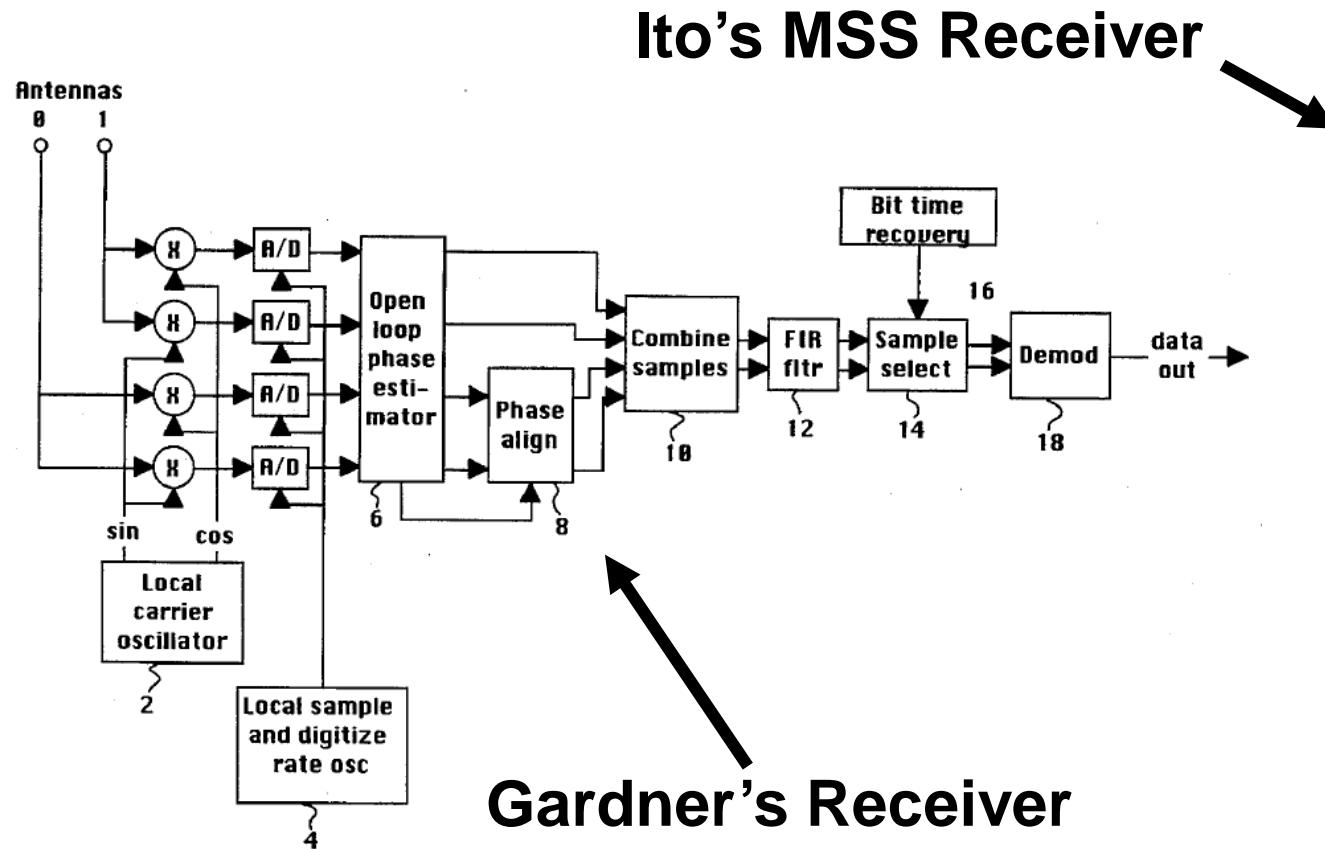 Ito's MSS Receiver
Antennas
0 1
X
A/D
X
A/D
X
A/D
X
A/D
sin cos
Local
carrier
oscillator
2
Local sample
and digitize
rate osc
4
Open
loop
phase
esti-
mator
6
Phase
align
8
Combine
samples
10
FIR
fltr
12
Bit time
recovery
Sample
select
14
16
Demod
18
data
out
Gardner's Receiver